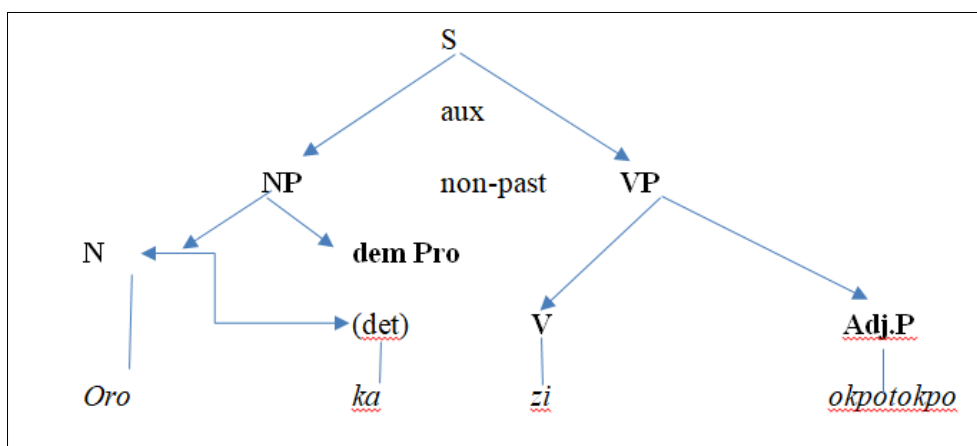 S
aux
NP non-past VP
N dem Pro
(det) V Adj.P
Oro ka zi okpotokpo